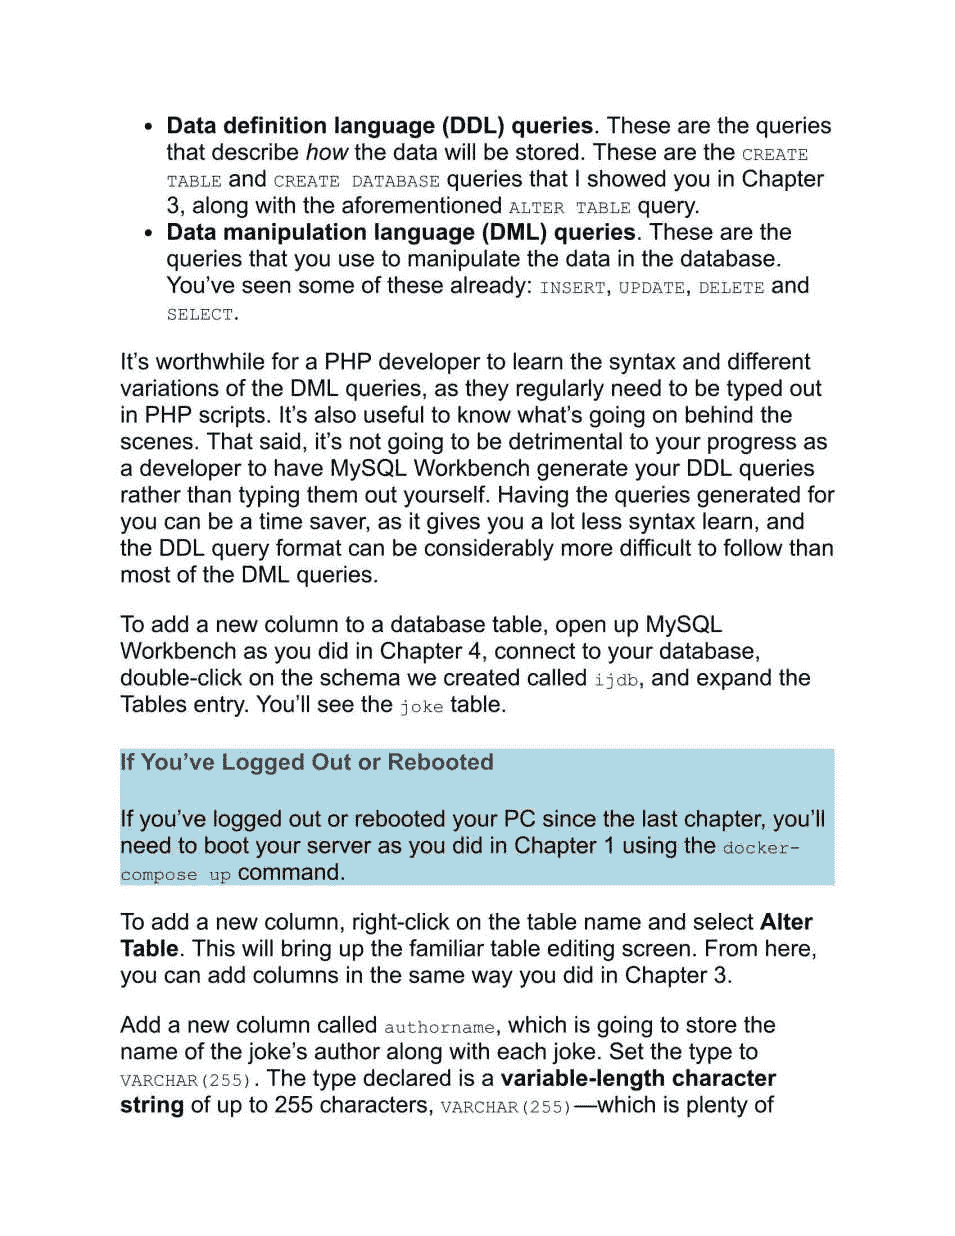 • Data definition language (DDL) queries. These are the queries
that describe how the data will be stored. These are the CREATE
TABLE and CREATE DATABASE queries that I showed you in Chapter
3, along with the aforementioned ALTER TABLE query.
• Data manipulation language (DML) queries. These are the
queries that you use to manipulate the data in the database.
You've seen some of these already: INSERT, UPDATE, DELETE and
SELECT.
It's worthwhile for a PHP developer to learn the syntax and different
variations of the DML queries, as they regularly need to be typed out
in PHP scripts. It's also useful to know what's going on behind the
scenes. That said, it's not going to be detrimental to your progress as
a developer to have MySQL Workbench generate your DDL queries
rather than typing them out yourself. Having the queries generated for
you can be a time saver, as it gives you a lot less syntax learn, and
the DDL query format can be considerably more difficult to follow than
most of the DML queries.
To add a new column to a database table, open up MySQL
Workbench as you did in Chapter 4, connect to your database,
double-click on the schema we created called ijdb, and expand the
Tables entry. You'll see the joke table.
If You've Logged Out or Rebooted
If you've logged out or rebooted your PC since the last chapter, you'll
need to boot your server as you did in Chapter 1 using the docker-
compose up command.
To add a new column, right-click on the table name and select Alter
Table. This will bring up the familiar table editing screen. From here,
you can add columns in the same way you did in Chapter 3.
Add a new column called authorname, which is going to store the
name of the joke's author along with each joke. Set the type to
VARCHAR(255). The type declared is a variable-length character
string of up to 255 characters, VARCHAR(255)—which is plenty of